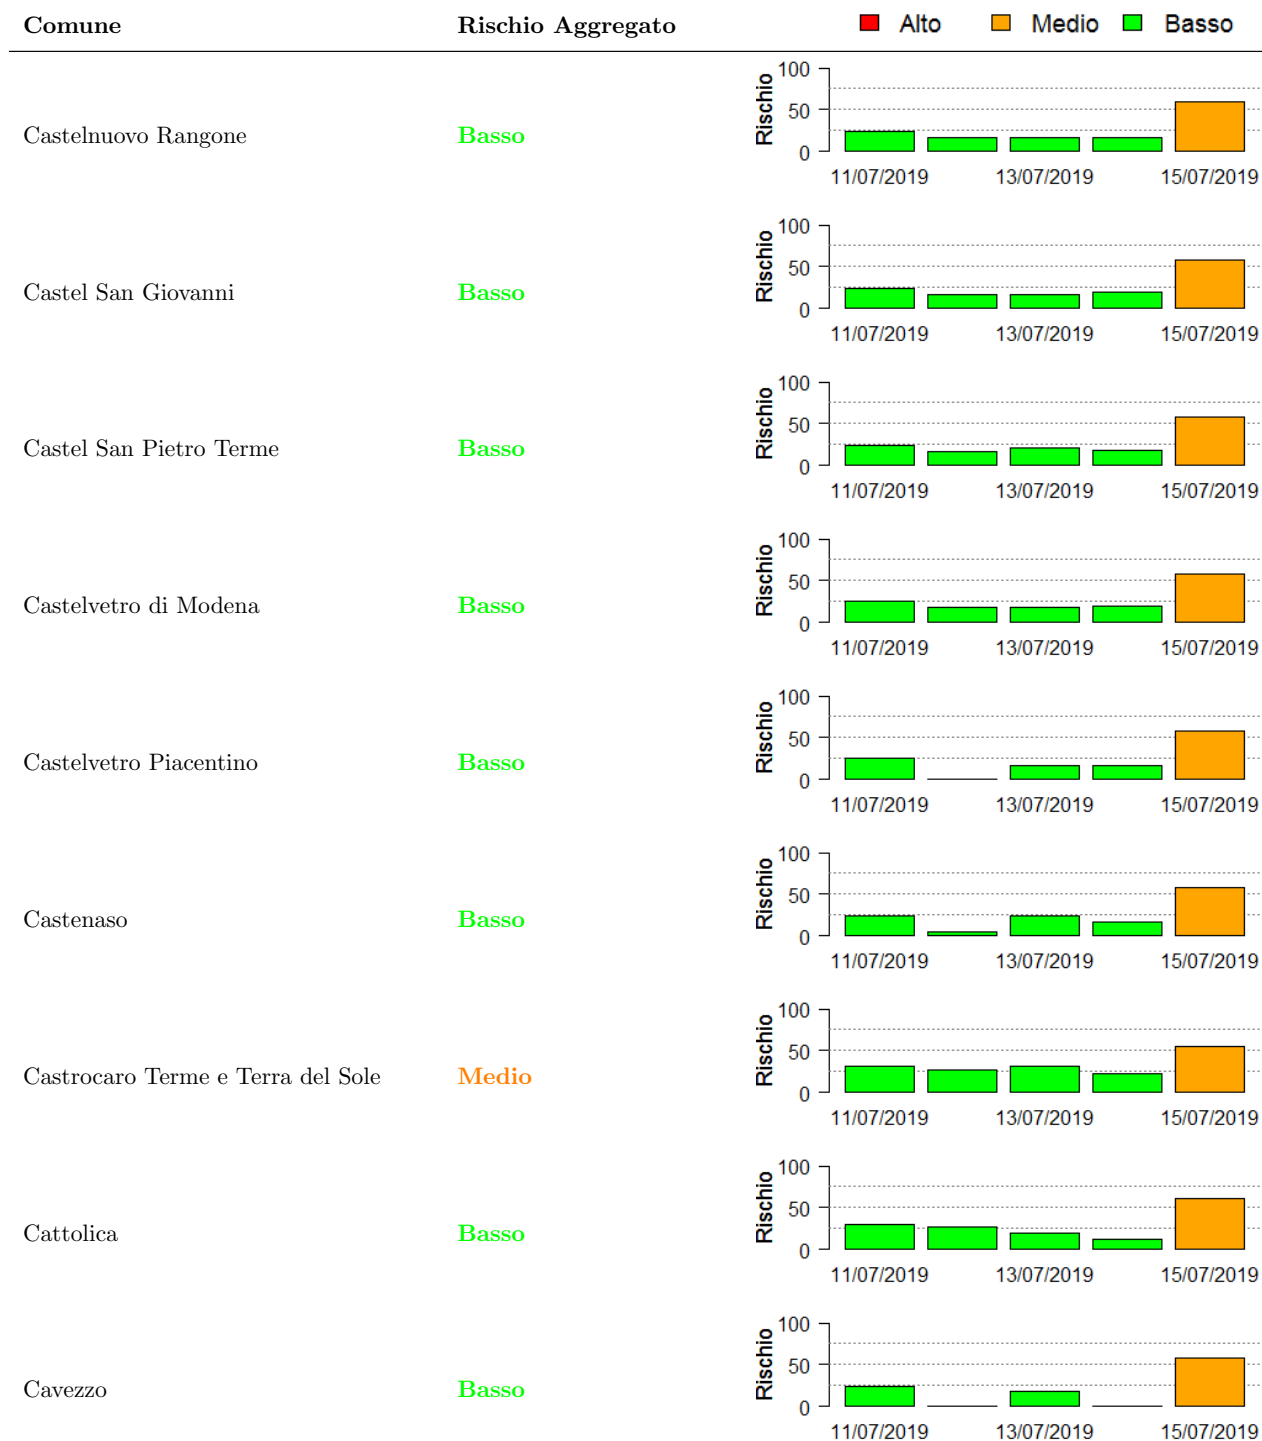 Comune Rischio Aggregato Alto Medio Basso
Castelnuovo Rangone Basso Rischio 100 50 0
11/07/2019 13/07/2019 15/07/2019
Castel San Giovanni Basso Rischio 100 50 0
11/07/2019 13/07/2019 15/07/2019
Castel San Pietro Terme Basso Rischio 100 50 0
11/07/2019 13/07/2019 15/07/2019
Castelvetro di Modena Basso Rischio 100 50 0
11/07/2019 13/07/2019 15/07/2019
Castelvetro Piacentino Basso Rischio 100 50 0
11/07/2019 13/07/2019 15/07/2019
Castenaso Basso Rischio 100 50 0
11/07/2019 13/07/2019 15/07/2019
Castrocaro Terme e Terra del Sole Medio Rischio 100 50 0
11/07/2019 13/07/2019 15/07/2019
Cattolica Basso Rischio 100 50 0
11/07/2019 13/07/2019 15/07/2019
Cavezzo Basso Rischio 100 50 0
11/07/2019 13/07/2019 15/07/2019